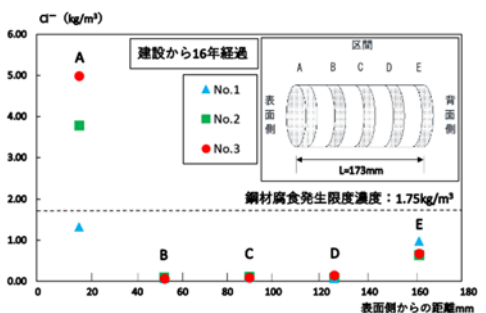 Cl⁻ (kg/m³)
6.00
5.00
4.00
3.00
2.00
1.00
0.00
建設から16年経過
No.1
No.2
No.3
区間
A B C D E
表面側
背面側
L=173mm
鋼材腐食発生限度濃度：1.75kg/m³
A
B
C
D
E
0 20 40 60 80 100 120 140 160 180
表面側からの距離mm